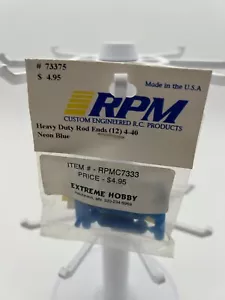 # 73375
$ 4.95
Made in the U.S.A
RPM
CUSTOM ENGINEERED R.C. PRODUCTS
Heavy Duty Rod Ends (12) 4-40
Neon Blue
ITEM # - RPMC7333
PRICE - $4.95
EXTREME HOBBY